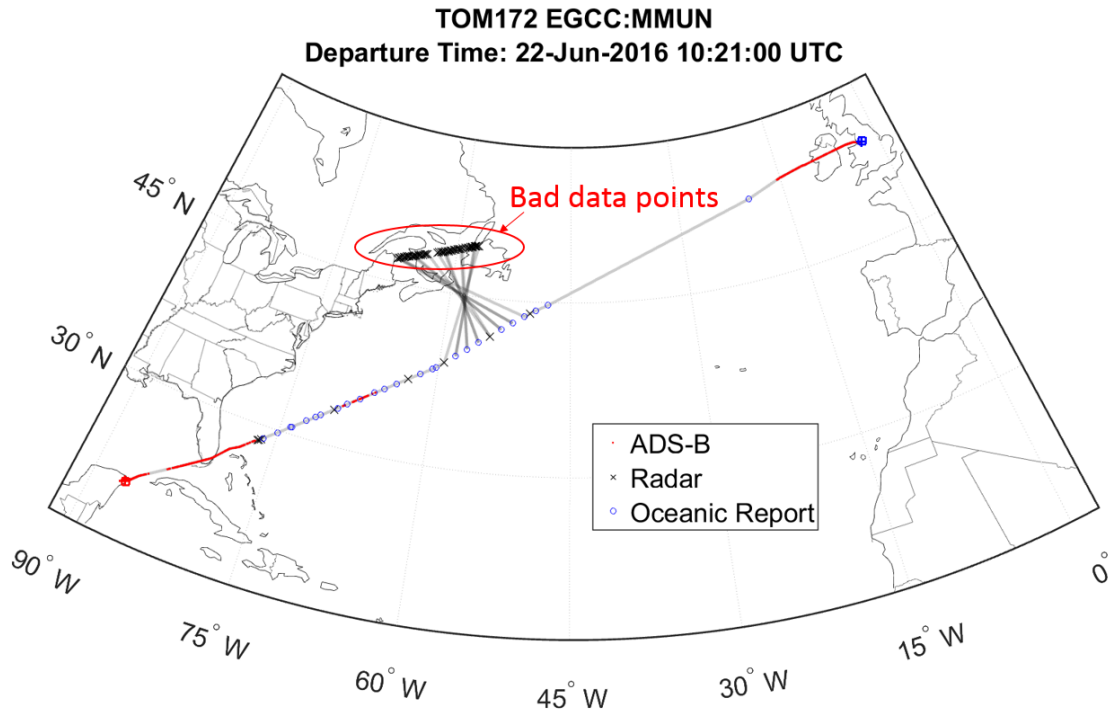 TOM172 EGCC:MMUN
Departure Time: 22-Jun-2016 10:21:00 UTC
45° N
Bad data points
30° N
ADS-B
Radar
Oceanic Report
90° W
75° W
60° W
45° W
30° W
15° W
0°